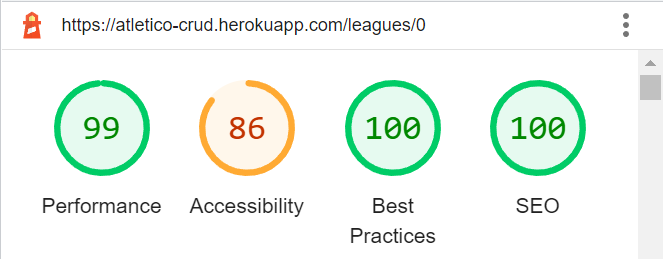 https://atletico-crud.herokuapp.com/leagues/0
99
86
100
100
Performance
Accessibility
Best
Practices
SEO